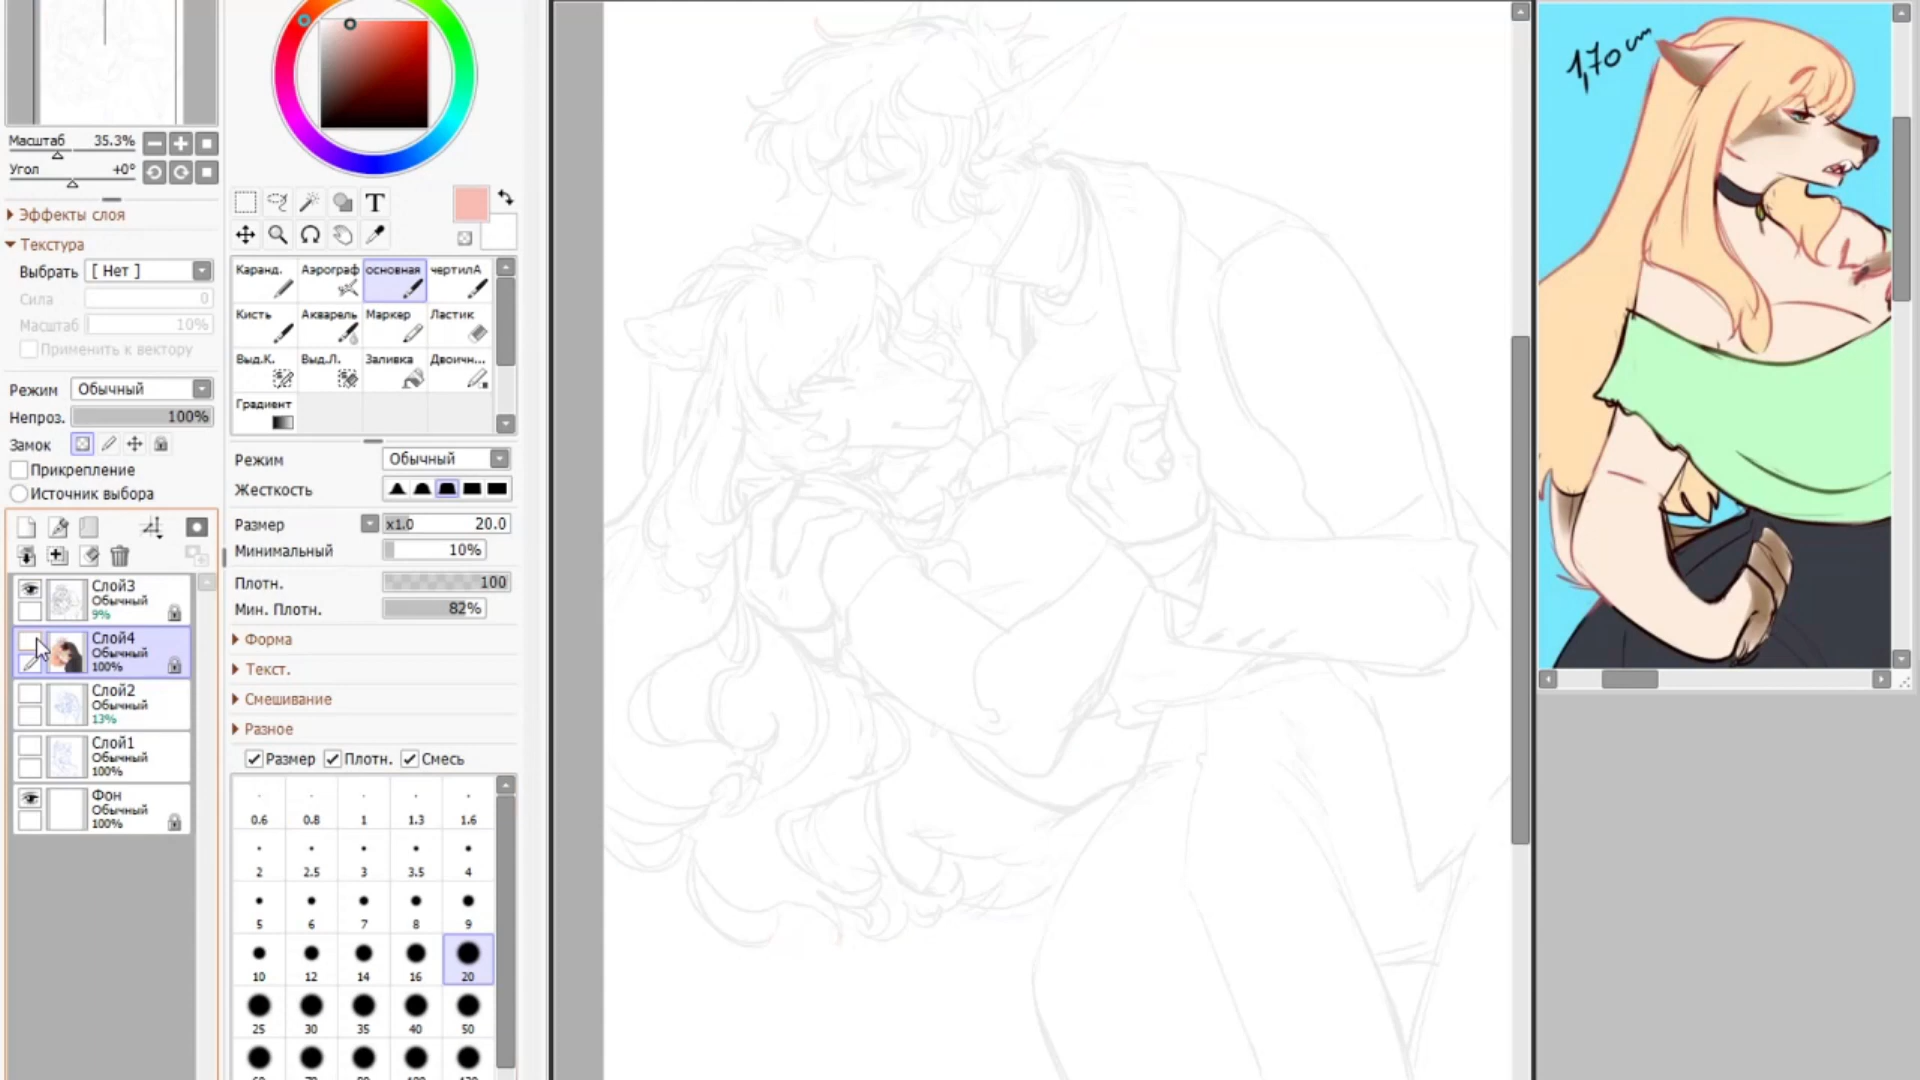 Масштаб 35.3%
Угол +0°
Эффекты слоя
Текстура
Выбрать [ Нет ]
Сила 0
Масштаб 10%
Применить к вектору
Режим Обычный
Непроз. 100%
Замок
Прикрепление
Источник выбора
Слой3
Обычный
9%
Слой4
Обычный
100%
Слой2
Обычный
13%
Слой1
Обычный
100%
Фон
Обычный
100%
T
Каранд. Аэрограф основная чертилА
Кисть Акварель Маркер Ластик
Выд.К. Выд.Л. Заливка Двоичн...
Градиент
Режим Обычный
Жесткость
Размер x1.0 20.0
Минимальный 10%
Плотн. 100
Мин. Плотн. 82%
Форма
Текст.
Смешивание
Разное
Размер Плотн. Смесь
0.6 0.8 1 1.3 1.6
2 2.5 3 3.5 4
5 6 7 8 9
10 12 14 16 20
25 30 35 40 50
1,70 cm